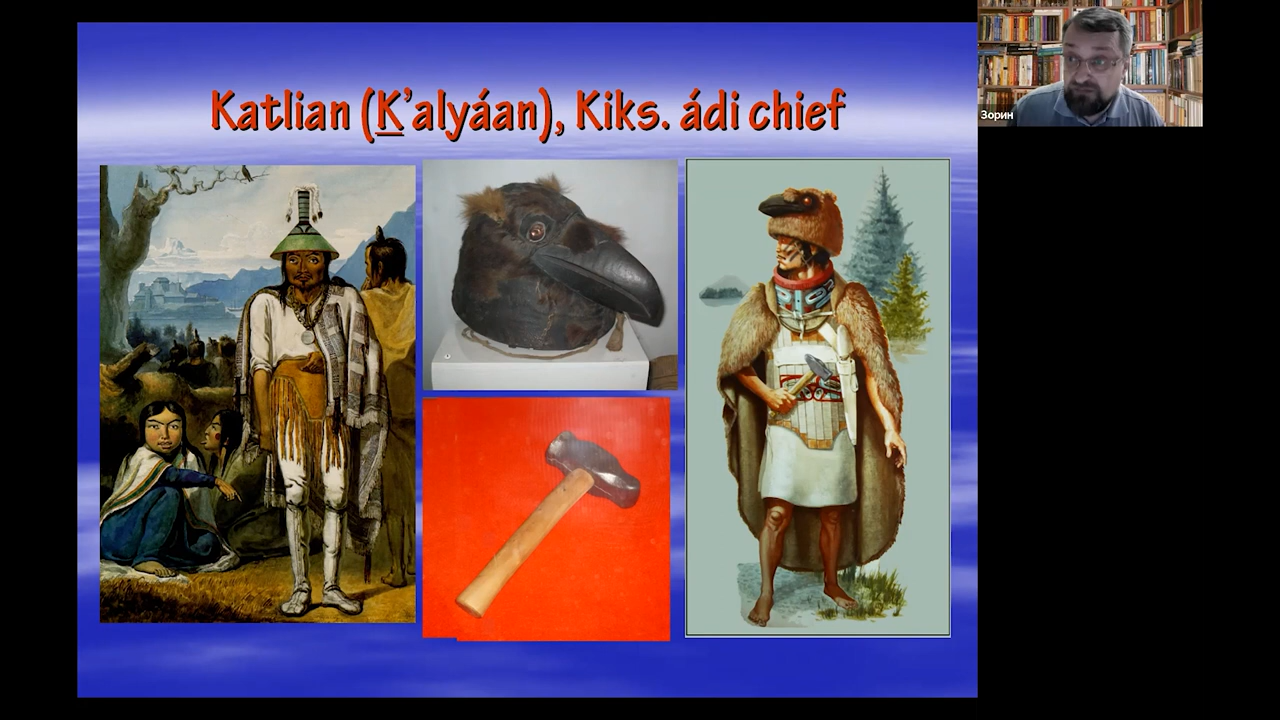 Katlian (K’alyáan), Kiks. ádi chief
Зорин